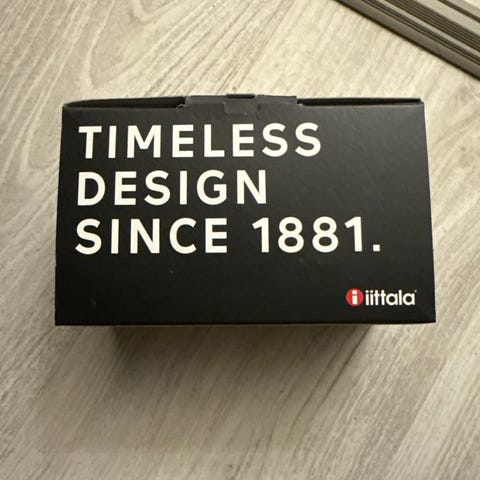 TIMELESS
DESIGN
SINCE 1881.
i iittala